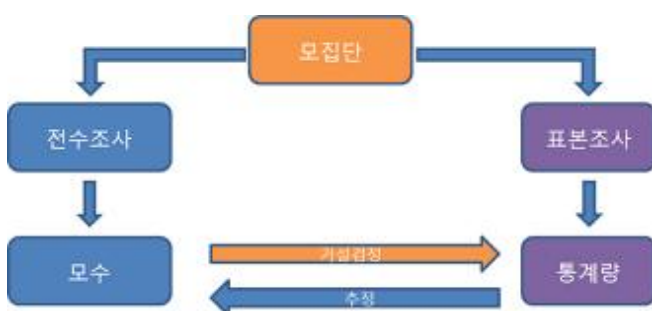 모집단
전수조사
표본조사
가설검정
모수
통계량
추정